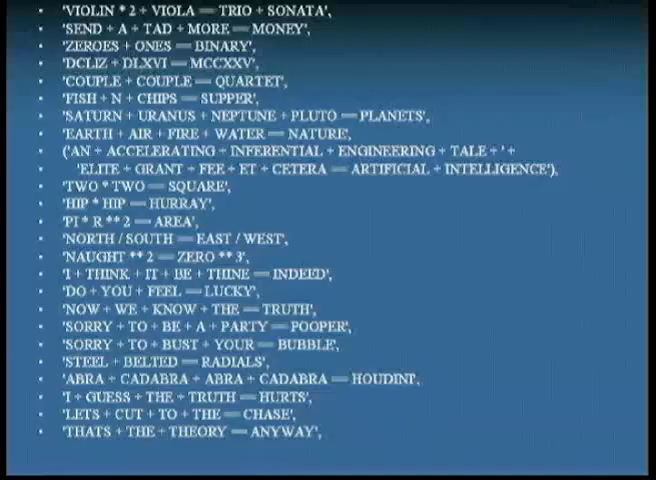 • 'VIOLIN * 2 + VIOLA == TRIO + SONATA',
• 'SEND + A + TAD + MORE == MONEY',
• 'ZEROES + ONES == BINARY',
• 'DCLIZ + DLXVI == MCCXXV',
• 'COUPLE + COUPLE == QUARTET',
• 'FISH + N + CHIPS == SUPPER',
• 'SATURN + URANUS + NEPTUNE + PLUTO == PLANETS',
• 'EARTH + AIR + FIRE + WATER == NATURE',
• ('AN + ACCELERATING + INFERENTIAL + ENGINEERING + TALE + ' +
• 'ELITE + GRANT + FEE + ET + CETERA == ARTIFICIAL + INTELLIGENCE'),
• 'TWO * TWO == SQUARE',
• 'HIP * HIP == HURRAY',
• 'PI * R ** 2 == AREA',
• 'NORTH / SOUTH == EAST / WEST',
• 'NAUGHT ** 2 == ZERO ** 3',
• 'I + THINK + IT + BE + THINE == INDEED',
• 'DO + YOU + FEEL == LUCKY',
• 'NOW + WE + KNOW + THE == TRUTH',
• 'SORRY + TO + BE + A + PARTY == POOPER',
• 'SORRY + TO + BUST + YOUR == BUBBLE',
• 'STEEL + BELTED == RADIALS',
• 'ABRA + CADABRA + ABRA + CADABRA == HOUDINI',
• 'I + GUESS + THE + TRUTH == HURTS',
• 'LETS + CUT + TO + THE == CHASE',
• 'THATS + THE + THEORY == ANYWAY',